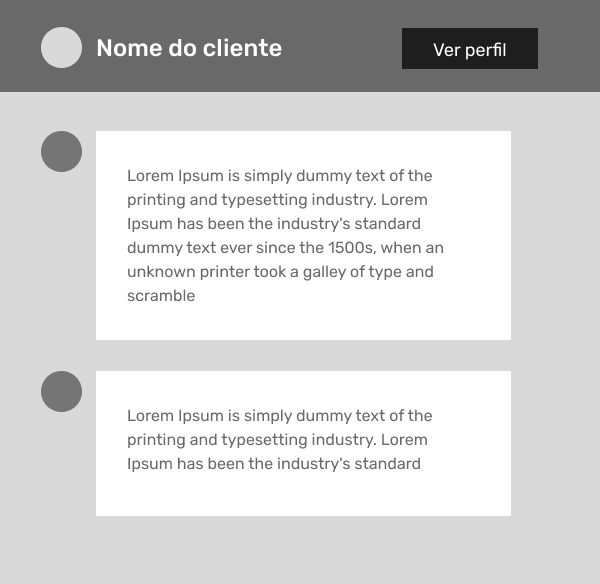 Nome do cliente
Ver perfil
Lorem Ipsum is simply dummy text of the
printing and typesetting industry. Lorem
Ipsum has been the industry's standard
dummy text ever since the 1500s, when an
unknown printer took a galley of type and
scramble
Lorem Ipsum is simply dummy text of the
printing and typesetting industry. Lorem
Ipsum has been the industry's standard